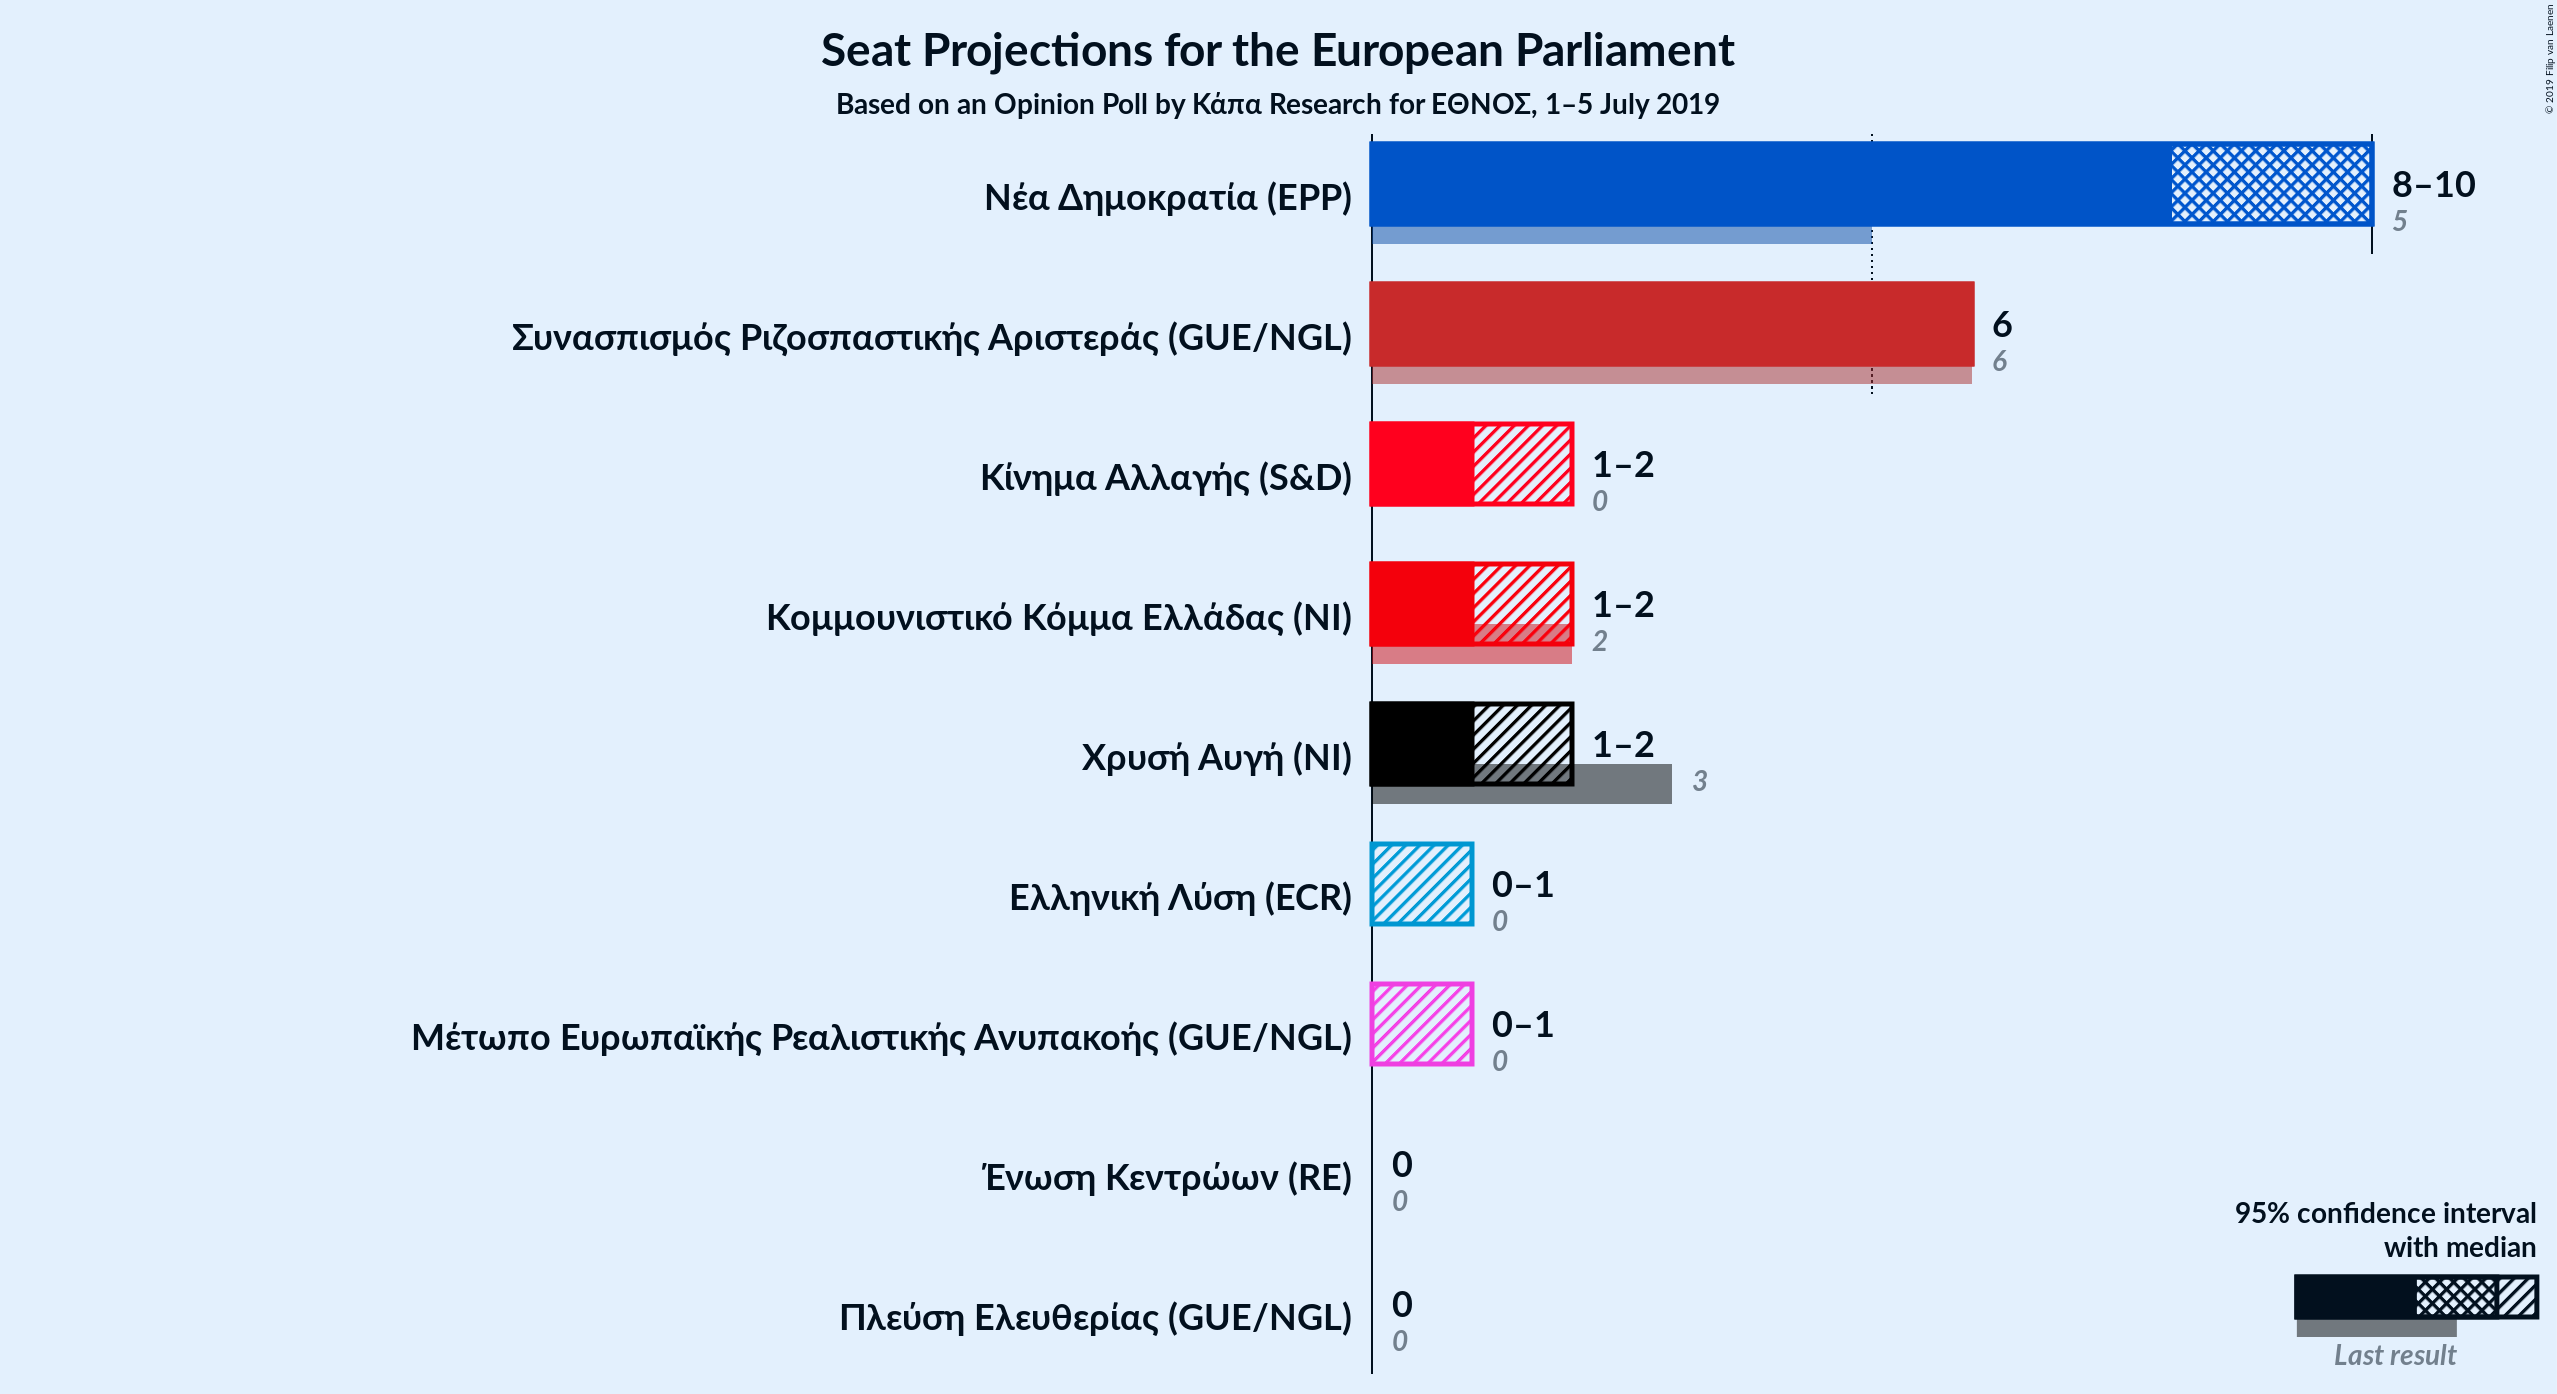 Seat Projections for the European Parliament
Based on an Opinion Poll by Κάπα Research for ΕΘΝΟΣ, 1–5 July 2019
© 2019 Filip van Laenen
Νέα Δημοκρατία (EPP)
8–10
5
Συνασπισμός Ριζοσπαστικής Αριστεράς (GUE/NGL)
6
6
Κίνημα Αλλαγής (S&D)
1–2
0
Κομμουνιστικό Κόμμα Ελλάδας (NI)
1–2
2
Χρυσή Αυγή (NI)
1–2
3
Ελληνική Λύση (ECR)
0–1
0
Μέτωπο Ευρωπαϊκής Ρεαλιστικής Ανυπακοής (GUE/NGL)
0–1
0
Ένωση Κεντρώων (RE)
0
0
Πλεύση Ελευθερίας (GUE/NGL)
0
0
95% confidence interval
with median
Last result